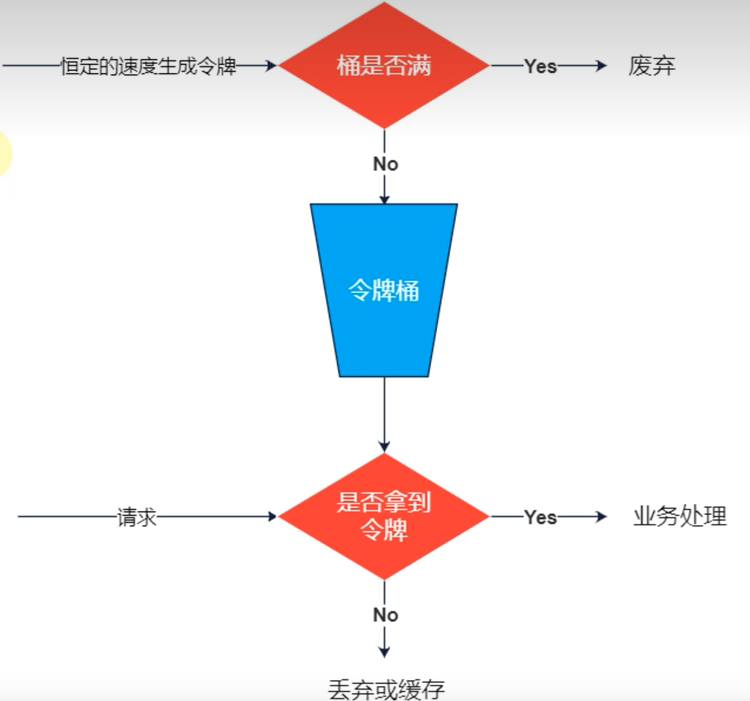 恒定的速度生成令牌
桶是否满
Yes
废弃
No
令牌桶
请求
是否拿到
令牌
Yes
业务处理
No
丢弃或缓存